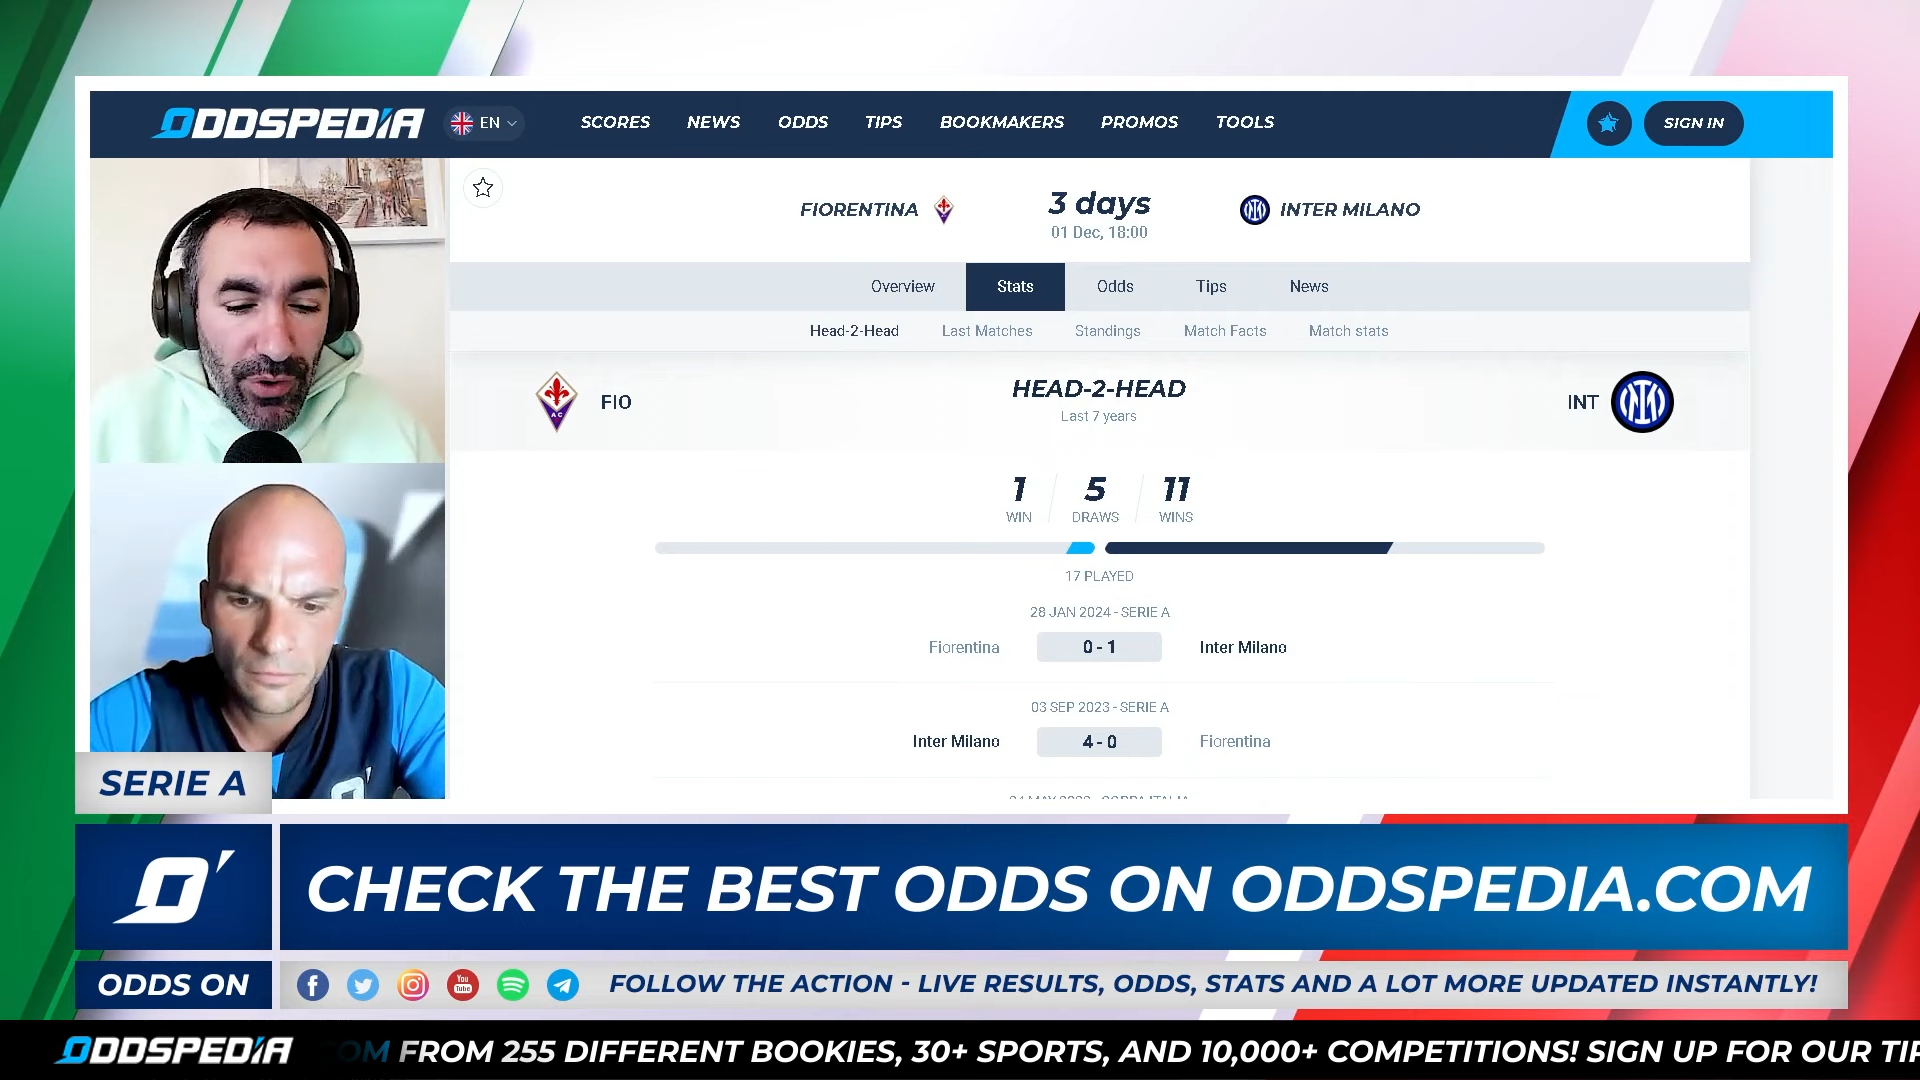 ODDSPEDIA
EN
SCORES NEWS ODDS TIPS BOOKMAKERS PROMOS TOOLS
SIGN IN
FIORENTINA
3 days
01 Dec, 18:00
INTER MILANO
Overview Stats Odds Tips News
Head-2-Head Last Matches Standings Match Facts Match stats
FIO
HEAD-2-HEAD
Last 7 years
INT
1 5 11
WIN DRAWS WINS
17 PLAYED
28 JAN 2024 - SERIE A
Fiorentina 0 - 1 Inter Milano
03 SEP 2023 - SERIE A
Inter Milano 4 - 0 Fiorentina
SERIE A
CHECK THE BEST ODDS ON ODDSPEDIA.COM
ODDS ON
You Tube
FOLLOW THE ACTION - LIVE RESULTS, ODDS, STATS AND A LOT MORE UPDATED INSTANTLY!
ODDSPEDIA
OM FROM 255 DIFFERENT BOOKIES, 30+ SPORTS, AND 10,000+ COMPETITIONS! SIGN UP FOR OUR TIP